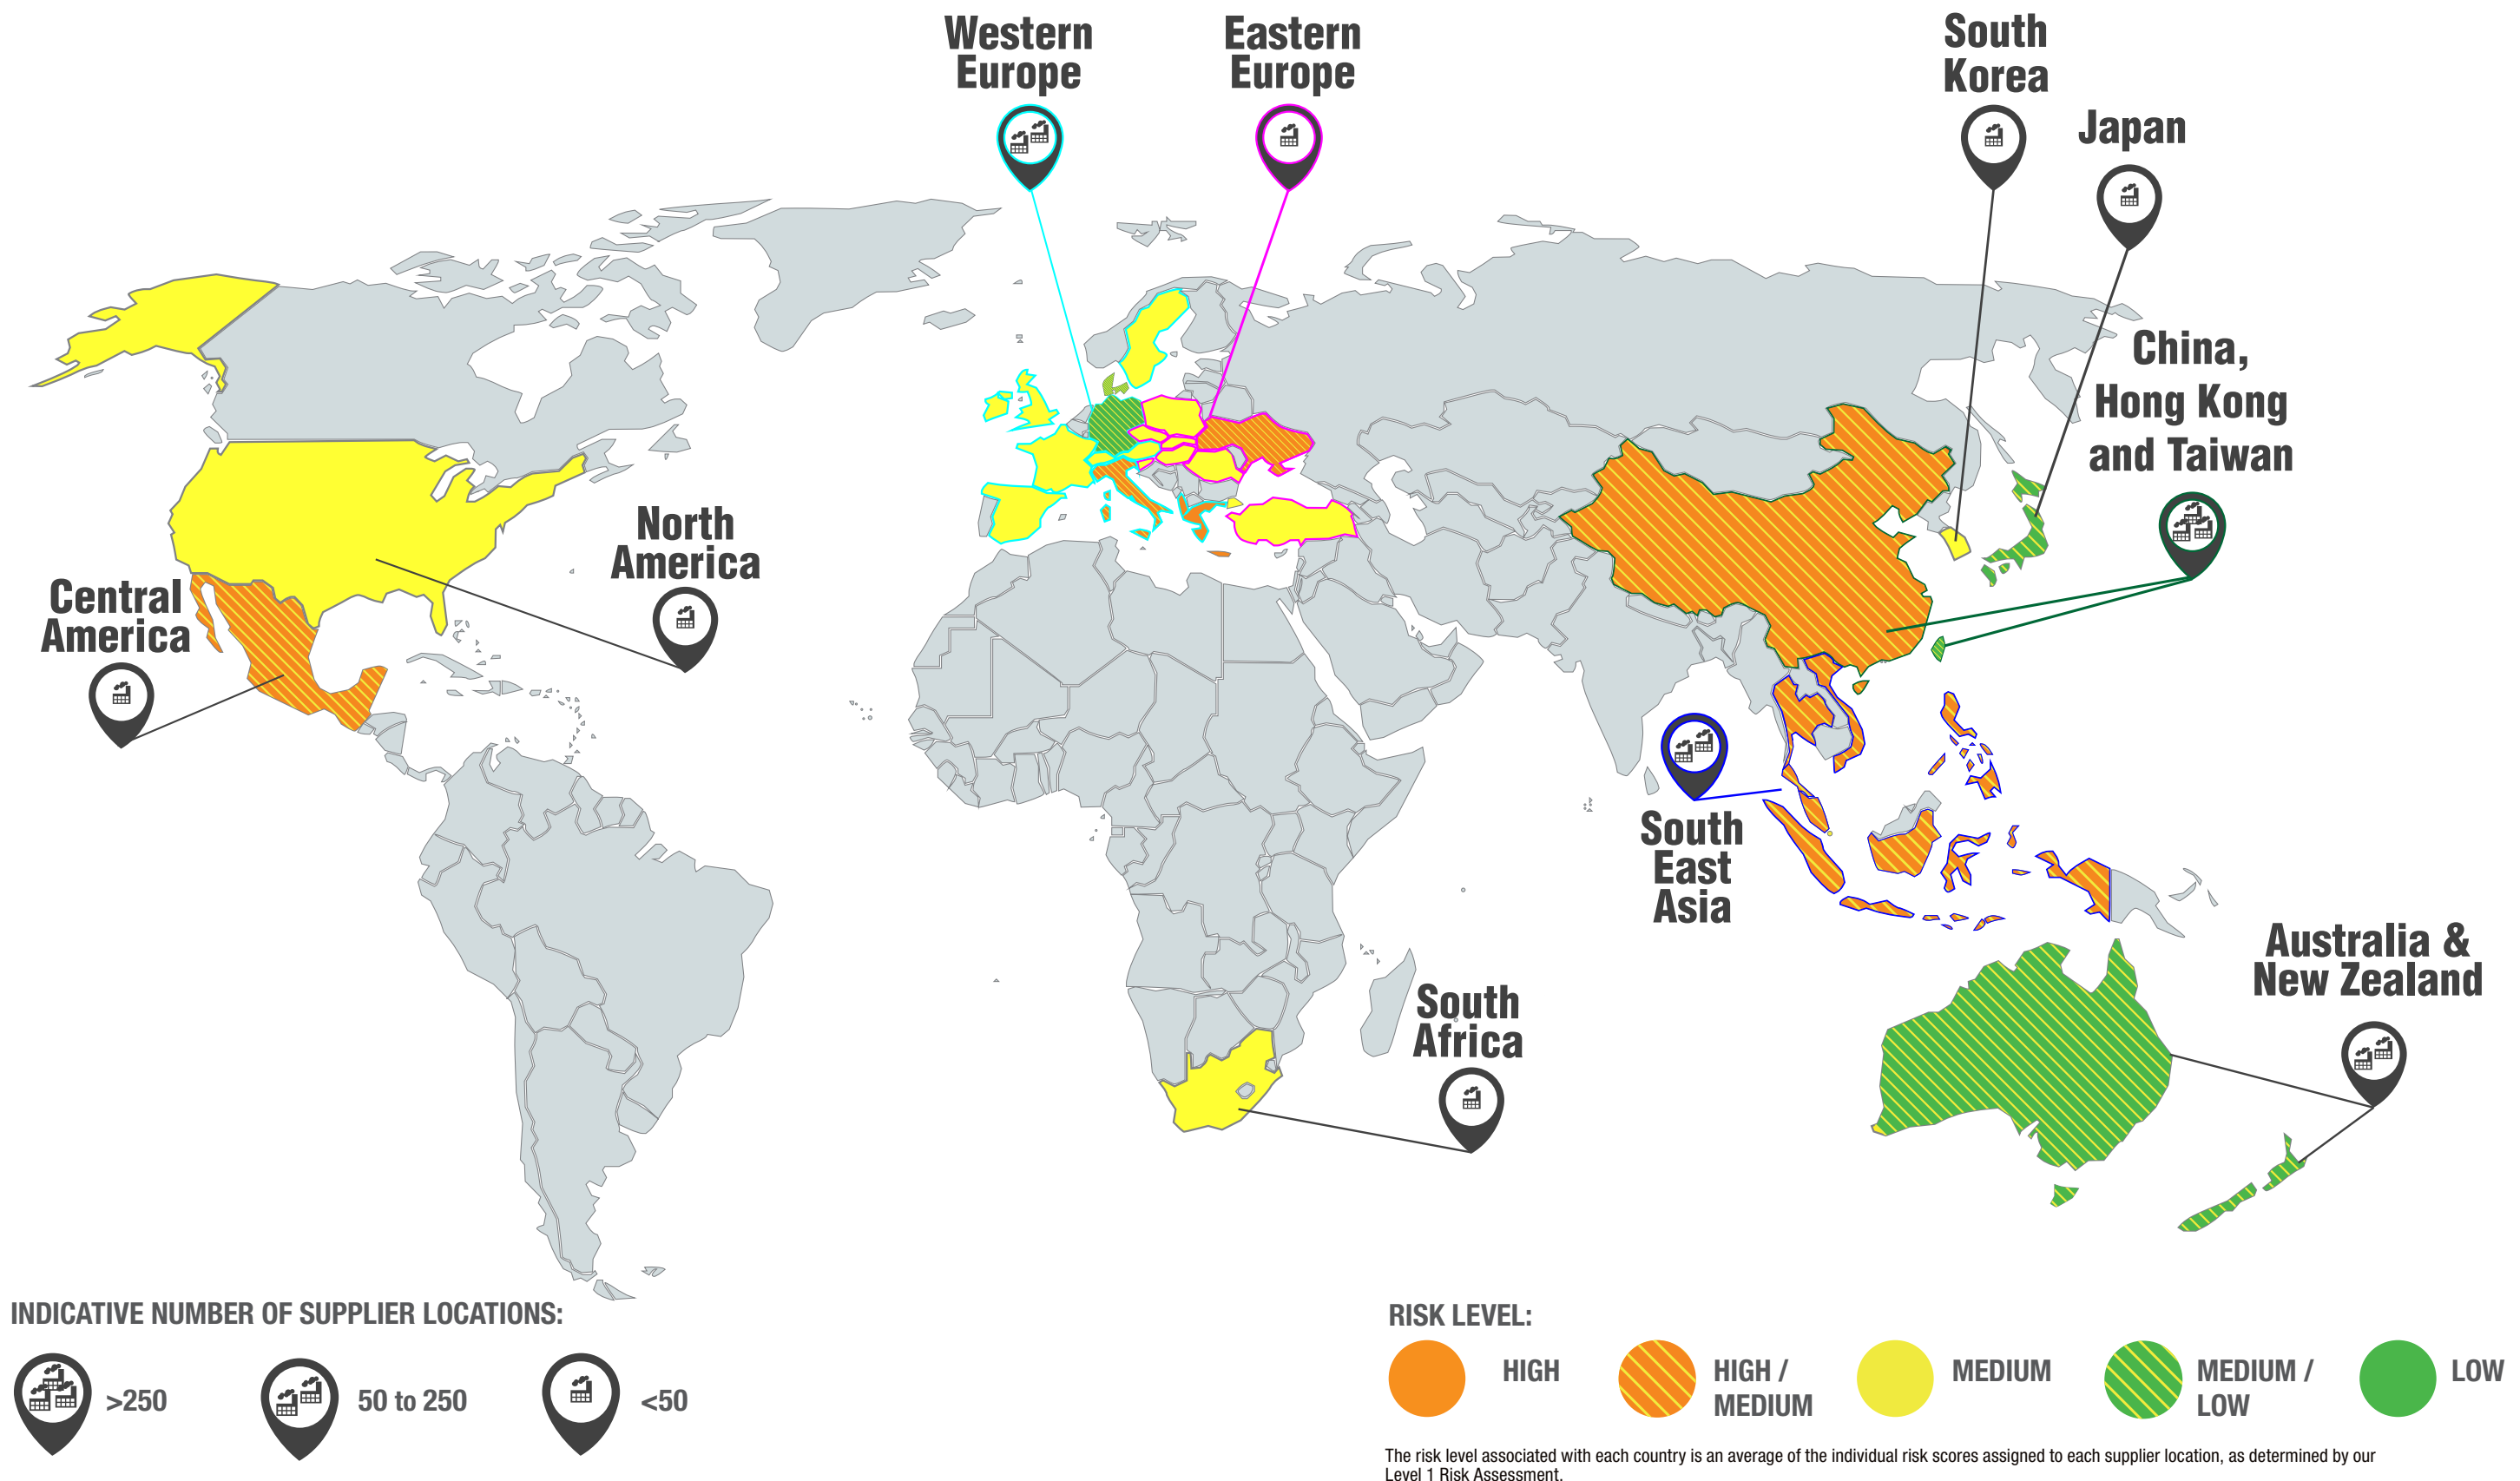 Western
Europe
Eastern
Europe
South
Korea
Japan
China,
Hong Kong
and Taiwan
North
America
Central
America
South
East
Asia
Australia &
New Zealand
South
Africa
INDICATIVE NUMBER OF SUPPLIER LOCATIONS:
>250
50 to 250
<50
RISK LEVEL:
HIGH
HIGH /
MEDIUM
MEDIUM
MEDIUM /
LOW
LOW
The risk level associated with each country is an average of the individual risk scores assigned to each supplier location, as determined by our
Level 1 Risk Assessment.